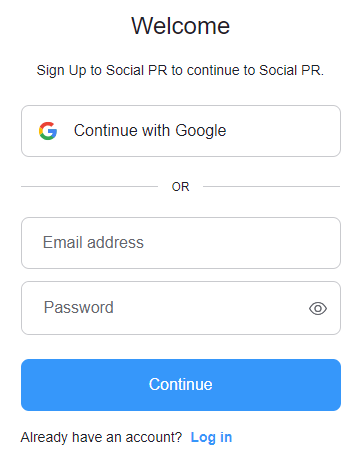 Welcome
Sign Up to Social PR to continue to Social PR.
Continue with Google
OR
Email address
Password
Continue
Already have an account? Log in